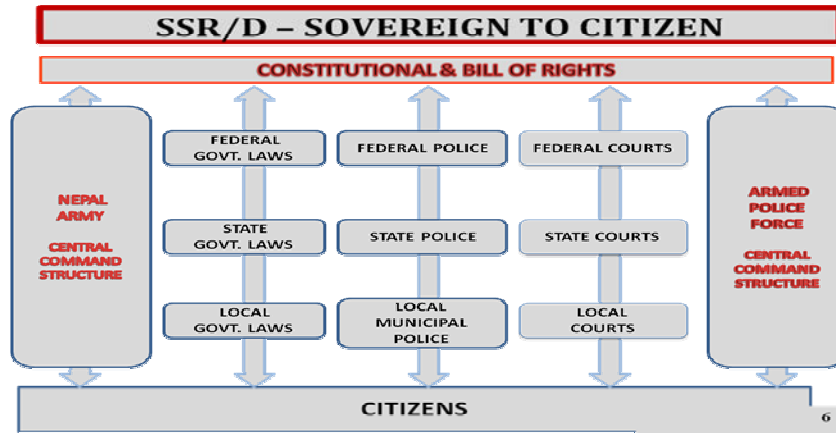 SSR/D – SOVEREIGN TO CITIZEN
CONSTITUTIONAL & BILL OF RIGHTS
NEPAL
ARMY
CENTRAL
COMMAND
STRUCTURE
FEDERAL
GOVT. LAWS
FEDERAL POLICE
FEDERAL COURTS
STATE
GOVT. LAWS
STATE POLICE
STATE COURTS
LOCAL
GOVT. LAWS
LOCAL
MUNICIPAL
POLICE
LOCAL
COURTS
ARMED
POLICE
FORCE
CENTRAL
COMMAND
STRUCTURE
CITIZENS
6